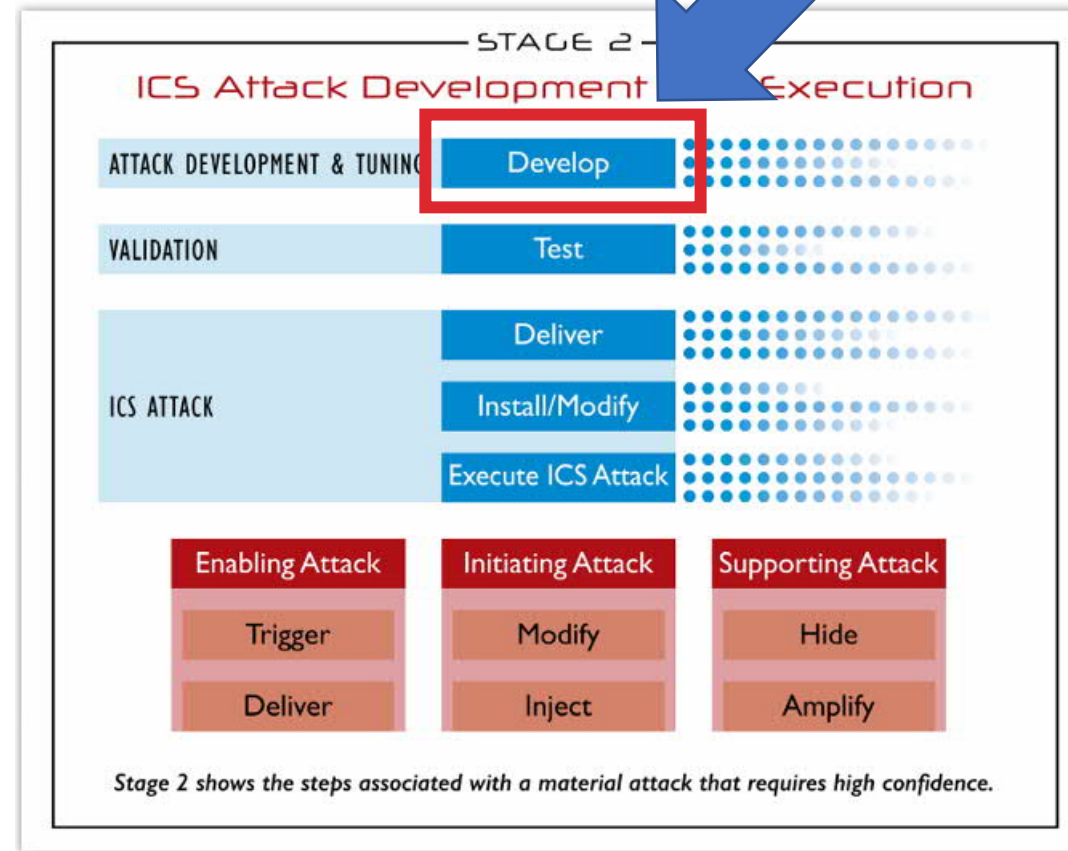 STAGE 2
ICS Attack Development Execution
ATTACK DEVELOPMENT & TUNING
Develop
VALIDATION
Test
ICS ATTACK
Deliver
Install/Modify
Execute ICS Attack
Enabling Attack
Trigger
Deliver
Initiating Attack
Modify
Inject
Supporting Attack
Hide
Amplify
Stage 2 shows the steps associated with a material attack that requires high confidence.